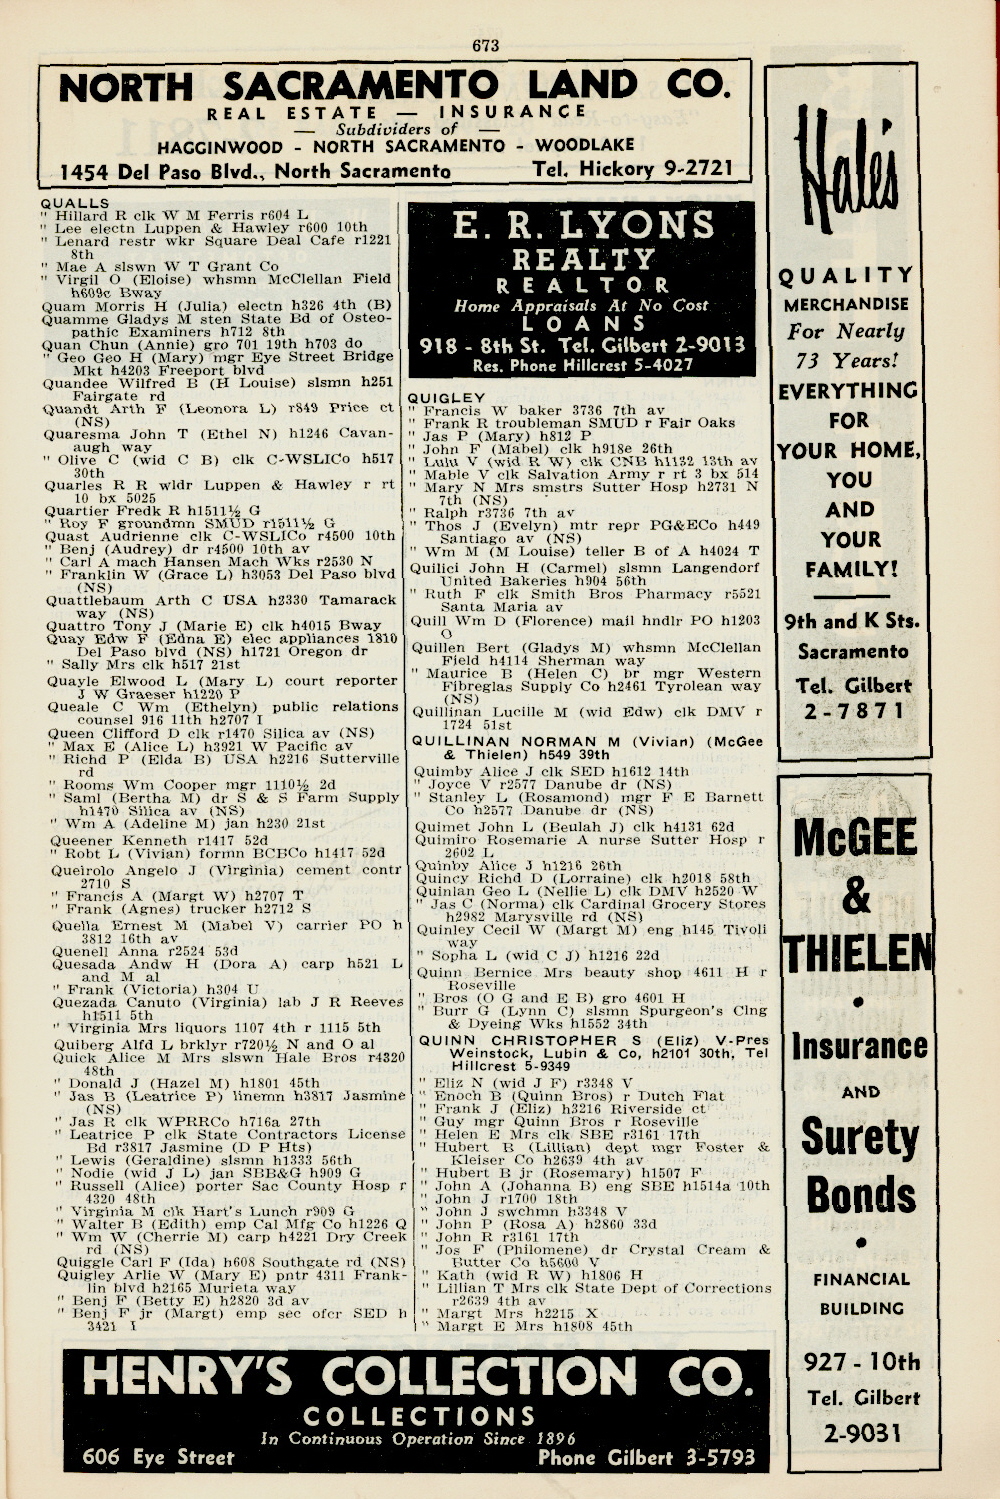 673
NORTH SACRAMENTO LAND CO.
REAL ESTATE — INSURANCE
— Subdividers of —
HAGGINWOOD - NORTH SACRAMENTO - WOODLAKE
1454 Del Paso Blvd., North Sacramento Tel. Hickory 9-2721
QUALLS
" Hillard R clk W M Ferris r604 L
" Lee electn Luppen & Hawley r600 10th
" Lenard restr wkr Square Deal Cafe r1221
8th
" Mae A slswn W T Grant Co
" Virgil O (Eloise) whsmn McClellan Field
h609c Bway
Quam Morris H (Julia) electn h326 4th (B)
Quamme Gladys M sten State Bd of Osteo-
pathic Examiners h712 8th
Quan Chun (Annie) gro 701 19th h703 do
" Geo Geo H (Mary) mgr Eye Street Bridge
Mkt h4203 Freeport blvd
Quandee Wilfred B (H Louise) slsmn h251
Fairgate rd
Quandt Arth F (Leonora L) r849 Price ct
(NS)
Quaresma John T (Ethel N) h1246 Cavan-
augh way
" Olive C (wid C B) clk C-WSLICo h517
30th
Quarles R R wldr Luppen & Hawley r rt
10 bx 5025
Quartier Fredk R h1511½ G
" Roy F groundmn SMUD r1511½ G
Quast Audrienne clk C-WSLICo r4500 10th
" Benj (Audrey) dr r4500 10th av
" Carl A mach Hansen Mach Wks r2530 N
" Franklin W (Grace L) h3053 Del Paso blvd
(NS)
Quattlebaum Arth C USA h2330 Tamarack
way (NS)
Quattro Tony J (Marie E) clk h4015 Bway
Quay Edw F (Edna E) elec appliances 1810
Del Paso blvd (NS) h1721 Oregon dr
" Sally Mrs clk h517 21st
Quayle Elwood L (Mary L) court reporter
J W Graeser h1220 P
Queale C Wm (Ethelyn) public relations
counsel 916 11th h2707 I
Queen Clifford D clk r1470 Silica av (NS)
" Max E (Alice L) h3921 W Pacific av
" Richd P (Elda B) USA h2216 Sutterville
rd
" Rooms Wm Cooper mgr 1110½ 2d
" Saml (Bertha M) dr S & S Farm Supply
h1470 Silica av (NS)
" Wm A (Adeline M) jan h230 21st
Queener Kenneth r1417 52d
" Robt L (Vivian) formn BCBCo h1417 52d
Queirolo Angelo J (Virginia) cement contr
2710 S
" Francis A (Margt W) h2707 T
" Frank (Agnes) trucker h2712 S
Quella Ernest M (Mabel V) carrier PO h
3812 16th av
Quenell Anna r2524 53d
Quesada Andw H (Dora A) carp h521 L
and M al
" Frank (Victoria) h304 U
Quezada Canuto (Virginia) lab J R Reeves
h1511 5th
" Virginia Mrs liquors 1107 4th r 1115 5th
Quiberg Alfd L brklyr r720½ N and O al
Quick Alice M Mrs slswn Hale Bros r4320
48th
" Donald J (Hazel M) h1801 45th
" Jas B (Leatrice P) linemn h3817 Jasmine
(NS)
" Jas R clk WPRRCo h716a 27th
" Leatrice P clk State Contractors License
Bd r3817 Jasmine (D P Hts)
" Lewis (Geraldine) slsmn h1333 56th
" Nodie (wid J L) jan SBB&G h909 G
" Russell (Alice) porter Sac County Hosp r
4320 48th
" Virginia M clk Hart's Lunch r909 G
" Walter B (Edith) emp Cal Mfg Co h1226 Q
" Wm W (Cherrie M) carp h4221 Dry Creek
rd (NS)
Quiggle Carl F (Ida) h608 Southgate rd (NS)
Quigley Arlie W (Mary E) pntr 4311 Frank-
lin blvd h2165 Murieta way
" Benj F (Betty E) h2820 3d av
" Benj F jr (Margt) emp sec ofcr SED h
3421 I
E. R. LYONS
REALTY
REALTOR
Home Appraisals At No Cost
LOANS
918 - 8th St. Tel. Gilbert 2-9013
Res. Phone Hillcrest 5-4027
QUIGLEY
" Francis W baker 3736 7th av
" Frank R troubleman SMUD r Fair Oaks
" Jas P (Mary) h812 P
" John F (Mabel) clk h918e 26th
" Lulu V (wid R W) clk CNB h1132 13th av
" Mable V clk Salvation Army r rt 3 bx 514
" Mary N Mrs smstrs Sutter Hosp h2731 N
7th (NS)
" Ralph r3736 7th av
" Thos J (Evelyn) mtr repr PG&ECo h449
Santiago av (NS)
" Wm M (M Louise) teller B of A h4024 T
Quilici John H (Carmel) slsmn Langendorf
United Bakeries h904 56th
" Ruth F clk Smith Bros Pharmacy r5521
Santa Maria av
Quill Wm D (Florence) mail hndlr PO h1203
O
Quillen Bert (Gladys M) whsmn McClellan
Field h4114 Sherman way
" Maurice B (Helen C) br mgr Western
Fibreglas Supply Co h2461 Tyrolean way
(NS)
Quillinan Lucille M (wid Edw) clk DMV r
1724 51st
QUILLINAN NORMAN M (Vivian) (McGee
& Thielen) h549 39th
Quimby Alice J clk SED h1612 14th
" Joyce V r2577 Danube dr (NS)
" Stanley L (Rosamond) mgr F E Barnett
Co h2577 Danube dr (NS)
Quimet John L (Beulah J) clk h4131 62d
Quimiro Rosemarie A nurse Sutter Hosp r
2602 L
Quinby Alice J h1216 26th
Quincy Richd D (Lorraine) clk h2018 58th
Quinlan Geo L (Nellie L) clk DMV h2520 W
" Jas C (Norma) clk Cardinal Grocery Stores
h2982 Marysville rd (NS)
Quinley Cecil W (Margt M) eng h145 Tivoli
way
" Sopha L (wid C J) h1216 22d
Quinn Bernice Mrs beauty shop 4611 H r
Roseville
" Bros (O G and E B) gro 4601 H
" Burr G (Lynn C) slsmn Spurgeon's Clng
& Dyeing Wks h1552 34th
QUINN CHRISTOPHER S (Eliz) V-Pres
Weinstock, Lubin & Co, h2101 30th, Tel
Hillcrest 5-9349
" Eliz N (wid J F) r3348 V
" Enoch B (Quinn Bros) r Dutch Flat
" Frank J (Eliz) h3216 Riverside ct
" Guy mgr Quinn Bros r Roseville
" Helen E Mrs clk SBE r3161 17th
" Hubert B (Lillian) dept mgr Foster &
Kleiser Co h2639 4th av
" Hubert B jr (Rosemary) h1507 F
" John A (Johanna B) eng SBE h1514a 10th
" John J r1700 18th
" John J swchmn h3348 V
" John P (Rosa A) h2860 33d
" John R r3161 17th
" Jos F (Philomene) dr Crystal Cream &
Butter Co h5600 V
" Kath (wid R W) h1806 H
" Lillian T Mrs clk State Dept of Corrections
r2639 4th av
" Margt Mrs h2215 X
" Margt E Mrs h1808 45th
Hale's
QUALITY
MERCHANDISE
For Nearly
73 Years!
EVERYTHING
FOR
YOUR HOME,
YOU
AND
YOUR
FAMILY!
9th and K Sts.
Sacramento
Tel. Gilbert
2-7871
McGEE
&
THIELEN
•
Insurance
AND
Surety
Bonds
•
FINANCIAL
BUILDING
927 - 10th
Tel. Gilbert
2-9031
HENRY'S COLLECTION CO.
COLLECTIONS
In Continuous Operation Since 1896
606 Eye Street Phone Gilbert 3-5793